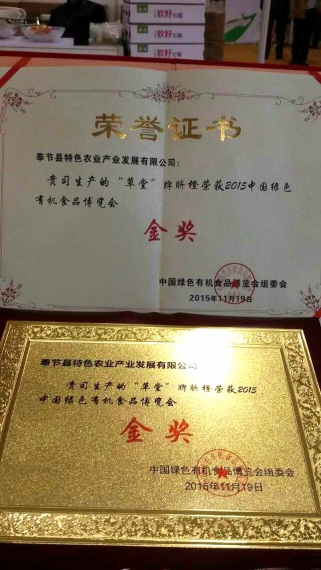 软籽石榴
荣誉证书
奉节县特色农业产业发展有限公司：
贵司生产的“草堂”牌脐橙荣获2015中国绿色
有机食品博览会
金奖
中国绿色有机食品博览会组委会
2015年11月19日
奉节县特色农业产业发展有限公司：
贵司生产的“草堂”牌脐橙荣获2015
中国绿色有机食品博览会
金奖
中国绿色有机食品博览会组委会
2015年11月19日